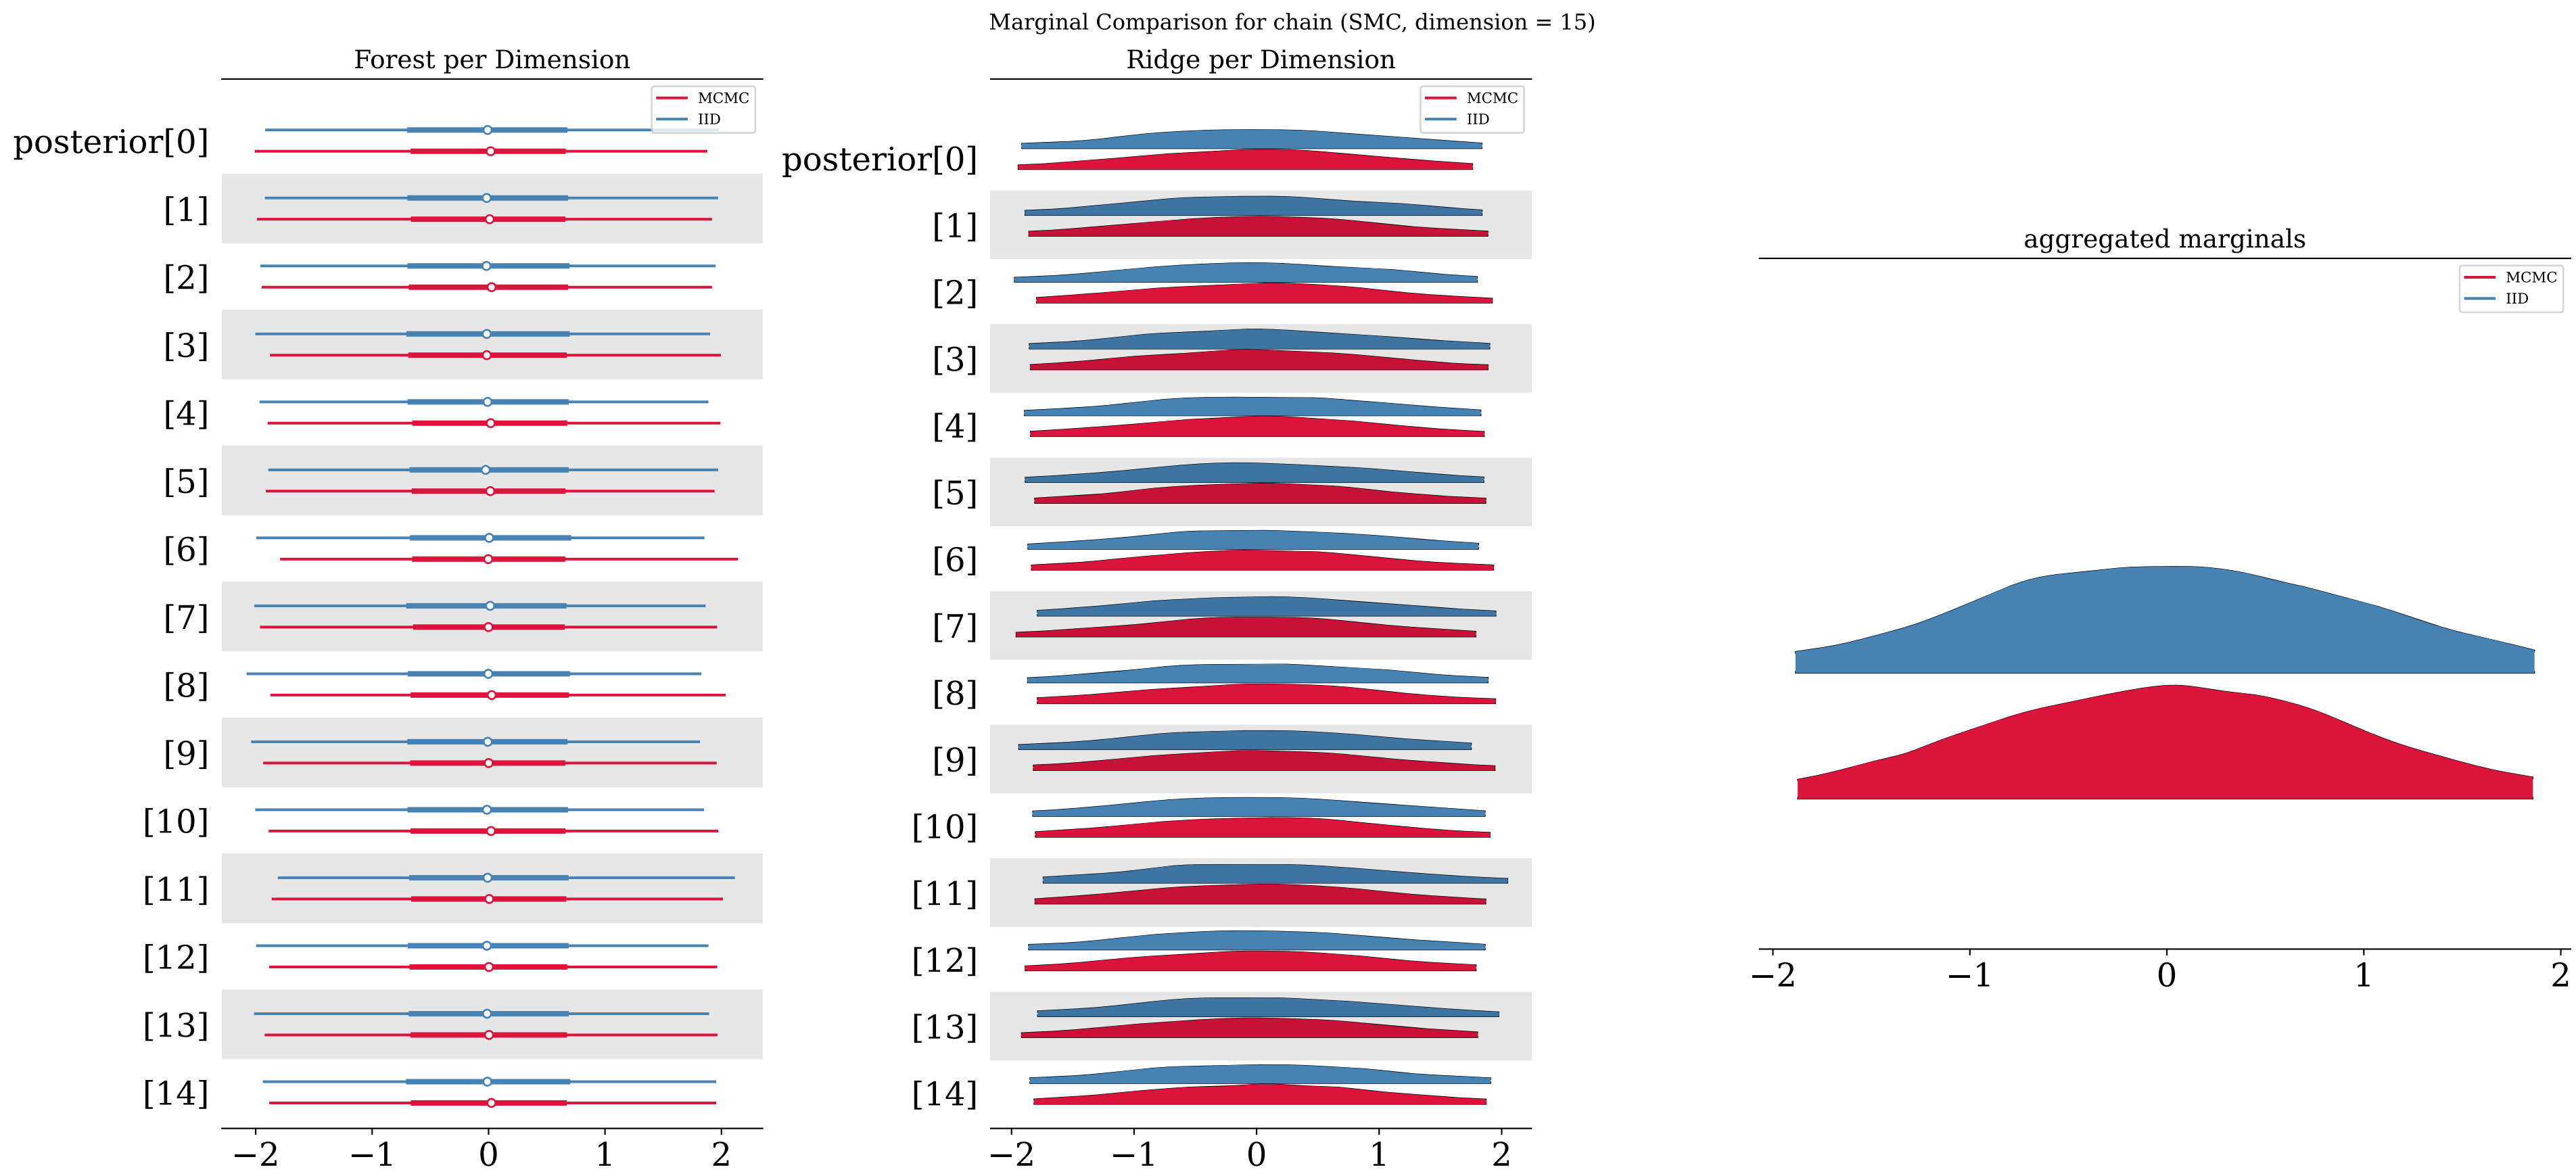 Marginal Comparison for chain (SMC, dimension = 15)
Forest per Dimension
MCMC
IID
posterior[0]
[1]
[2]
[3]
[4]
[5]
[6]
[7]
[8]
[9]
[10]
[11]
[12]
[13]
[14]
−2 −1 0 1 2
Ridge per Dimension
MCMC
IID
posterior[0]
[1]
[2]
[3]
[4]
[5]
[6]
[7]
[8]
[9]
[10]
[11]
[12]
[13]
[14]
−2 −1 0 1 2
aggregated marginals
MCMC
IID
−2 −1 0 1 2